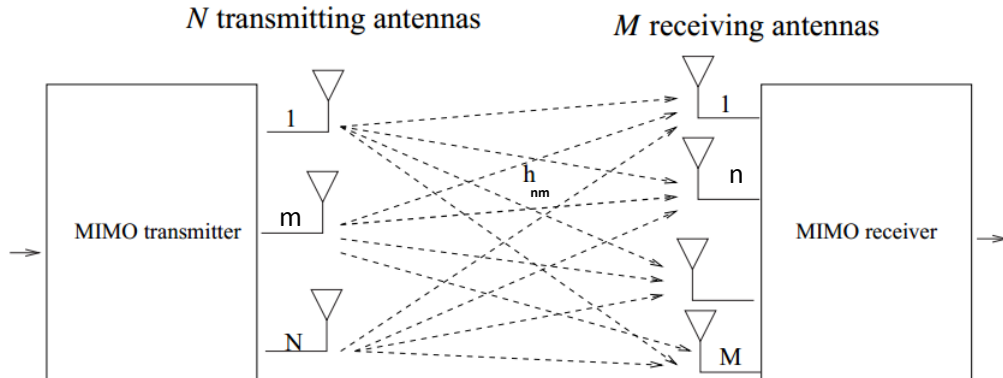 N transmitting antennas
M receiving antennas
1
1
m
h
nm
n
MIMO transmitter
MIMO receiver
N
M